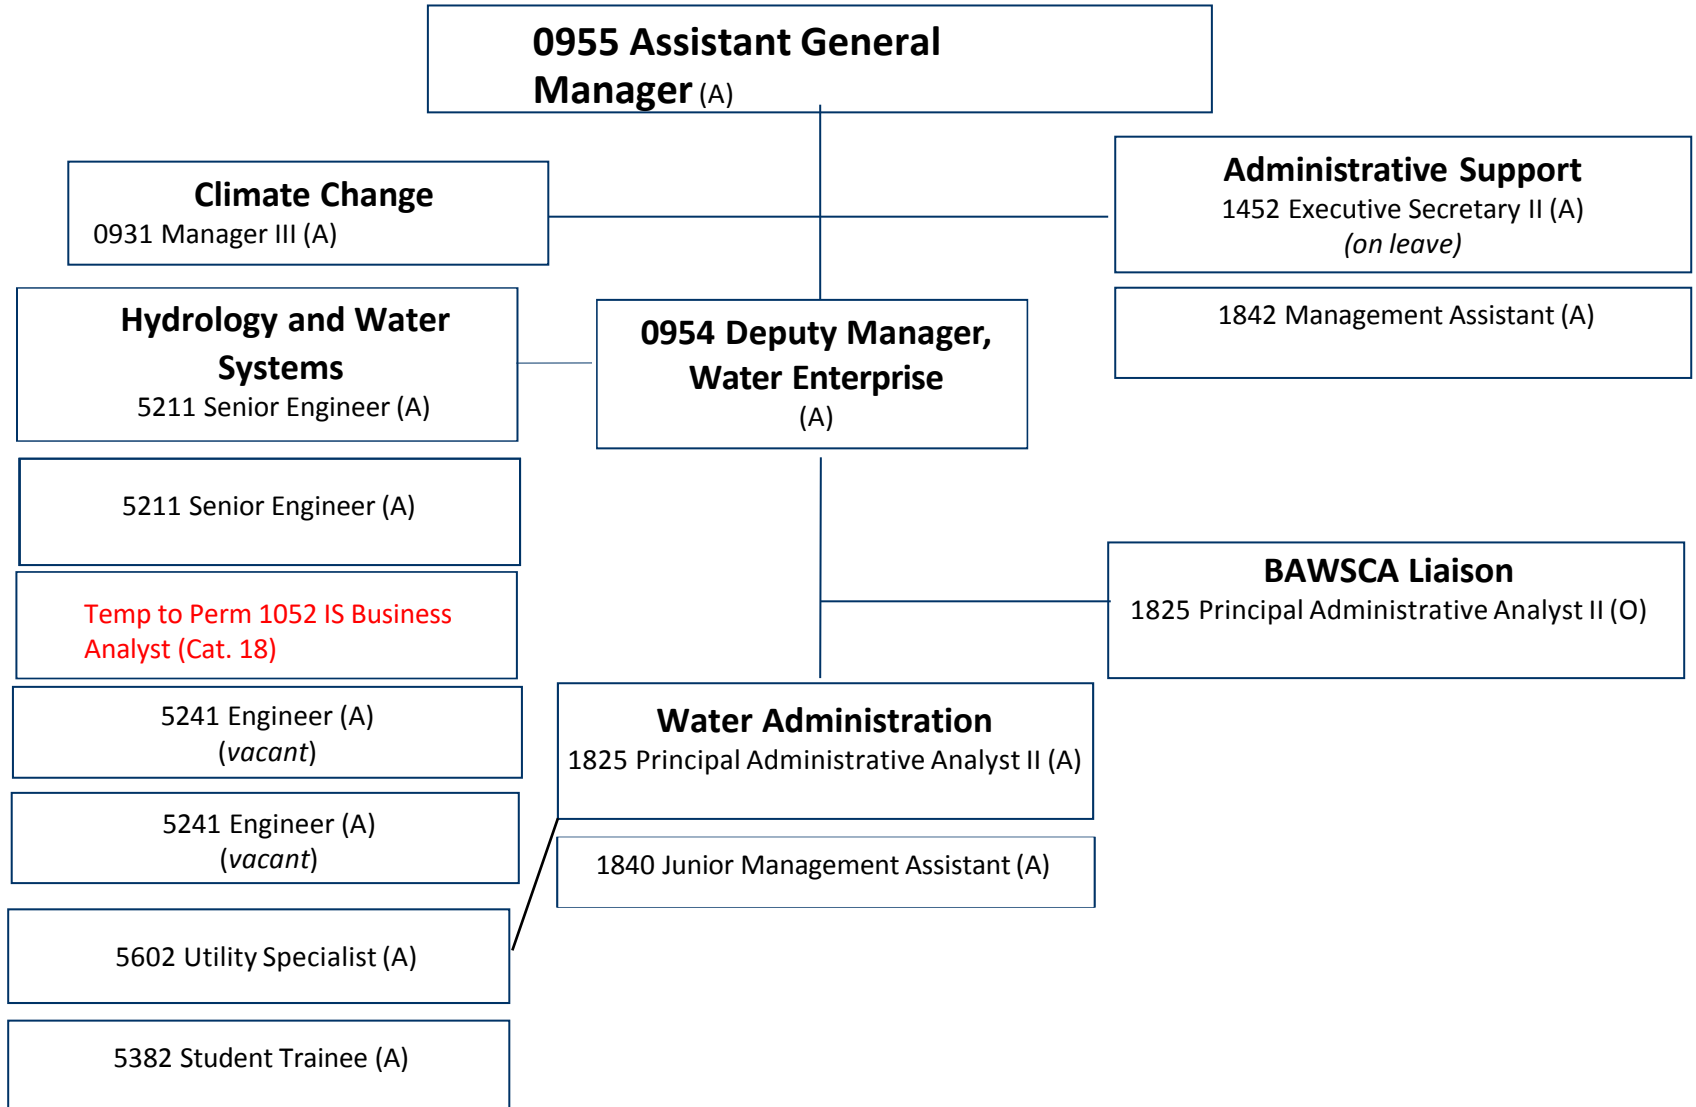 0955 Assistant General
Manager (A)
Climate Change
0931 Manager III (A)
Administrative Support
1452 Executive Secretary II (A)
(on leave)
1842 Management Assistant (A)
Hydrology and Water
Systems
5211 Senior Engineer (A)
0954 Deputy Manager,
Water Enterprise
(A)
5211 Senior Engineer (A)
Temp to Perm 1052 IS Business
Analyst (Cat. 18)
5241 Engineer (A)
(vacant)
5241 Engineer (A)
(vacant)
5602 Utility Specialist (A)
5382 Student Trainee (A)
BAWSCA Liaison
1825 Principal Administrative Analyst II (O)
Water Administration
1825 Principal Administrative Analyst II (A)
1840 Junior Management Assistant (A)